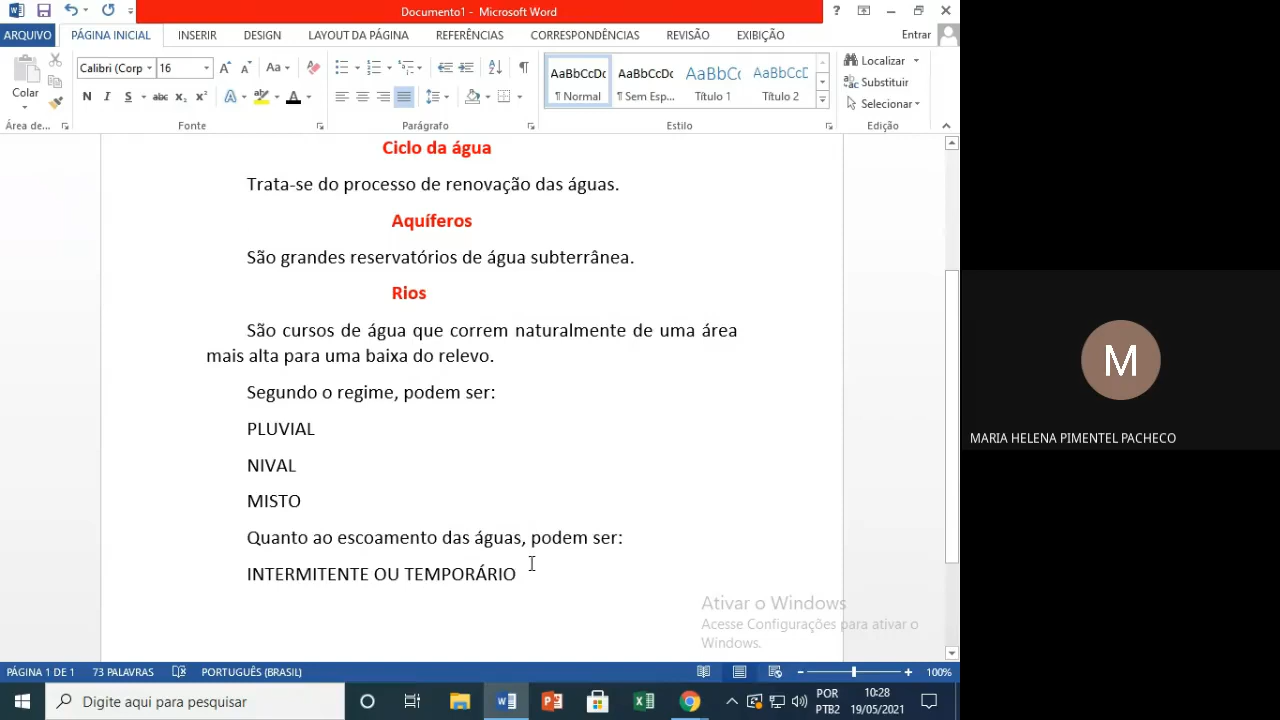 Documento1 - Microsoft Word
?
ARQUIVO PÁGINA INICIAL INSERIR DESIGN LAYOUT DA PÁGINA REFERÊNCIAS CORRESPONDÊNCIAS REVISÃO EXIBIÇÃO Entrar
Colar
Calibri (Corp 16
AaBbCcDc AaBbCcDc AaBbC AaBbCcE
¶ Normal ¶ Sem Esp... Título 1 Título 2
Localizar
Substituir
Selecionar
Área de... Fonte Parágrafo Estilo Edição
Ciclo da água
Trata-se do processo de renovação das águas.
Aquíferos
São grandes reservatórios de água subterrânea.
Rios
São cursos de água que correm naturalmente de uma área
mais alta para uma baixa do relevo.
Segundo o regime, podem ser:
PLUVIAL
NIVAL
MISTO
Quanto ao escoamento das águas, podem ser:
INTERMITENTE OU TEMPORÁRIO
Ativar o Windows
Acesse Configurações para ativar o
Windows.
M
MARIA HELENA PIMENTEL PACHECO
PÁGINA 1 DE 1 73 PALAVRAS PORTUGUÊS (BRASIL) 100%
Digite aqui para pesquisar
POR
PTB2
10:28
19/05/2021